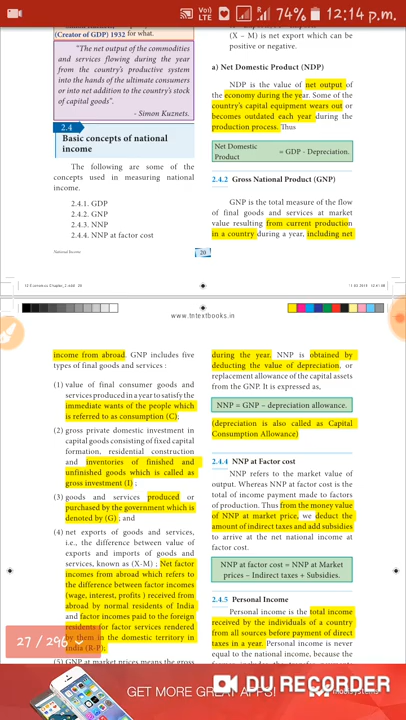 Vo))
LTE
R
74%
12:14 p.m.
(Creator of GDP) 1932
for what.
"The net output of the commodities
and services flowing during the year
from the country's productive system
into the hands of the ultimate consumers
or into net addition to the country's stock
of capital goods".
- Simon Kuznets.
2.4
Basic concepts of national
income
The following are some of the
concepts used in measuring national
income.
2.4.1. GDP
2.4.2. GNP
2.4.3. NNP
2.4.4. NNP at factor cost
(X – M) is net export which can be
positive or negative.
a) Net Domestic Product (NDP)
NDP is the value of net output of
the economy during the year. Some of the
country's capital equipment wears out or
becomes outdated each year during the
production process. Thus
Net Domestic
Product
= GDP - Depreciation.
2.4.2 Gross National Product (GNP)
GNP is the total measure of the flow
of final goods and services at market
value resulting from current production
in a country during a year, including net
National Income
20
www.tntextbooks.in
income from abroad. GNP includes five
types of final goods and services :
(1) value of final consumer goods and
services produced in a year to satisfy the
immediate wants of the people which
is referred to as consumption (C);
(2) gross private domestic investment in
capital goods consisting of fixed capital
formation, residential construction
and inventories of finished and
unfinished goods which is called as
gross investment (I) ;
(3) goods and services produced or
purchased by the government which is
denoted by (G) ; and
(4) net exports of goods and services,
i.e., the difference between value of
exports and imports of goods and
services, known as (X-M) ; Net factor
incomes from abroad which refers to
the difference between factor incomes
(wage, interest, profits ) received from
abroad by normal residents of India
and factor incomes paid to the foreign
residents for factor services rendered
by them in the domestic territory in
India (R-P);
(5) GNP at market prices means the gross
during the year. NNP is obtained by
deducting the value of depreciation, or
replacement allowance of the capital assets
from the GNP. It is expressed as,
NNP = GNP – depreciation allowance.
(depreciation is also called as Capital
Consumption Allowance)
2.4.4 NNP at Factor cost
NNP refers to the market value of
output. Whereas NNP at factor cost is the
total of income payment made to factors
of production. Thus from the money value
of NNP at market price, we deduct the
amount of indirect taxes and add subsidies
to arrive at the net national income at
factor cost.
NNP at factor cost = NNP at Market
prices – Indirect taxes + Subsidies.
2.4.5 Personal Income
Personal income is the total income
received by the individuals of a country
from all sources before payment of direct
taxes in a year. Personal income is never
equal to the national income, because the
27 / 296
GET MORE GREAT APPS!
DU RECORDER